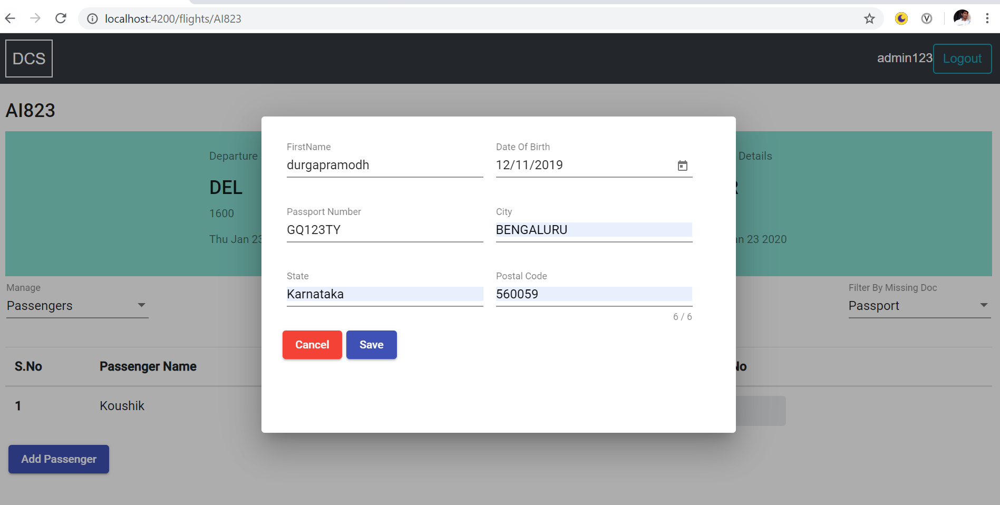 localhost:4200/flights/AI823
DCS
admin123
Logout
AI823
Departure
Details
DEL
1600
Thu Jan 23
an 23 2020
FirstName
durgapramodh
Date Of Birth
12/11/2019
Passport Number
GQ123TY
City
BENGALURU
State
Karnataka
Postal Code
560059
6 / 6
Cancel
Save
Manage
Passengers
Filter By Missing Doc
Passport
S.No
Passenger Name
No
1
Koushik
Add Passenger